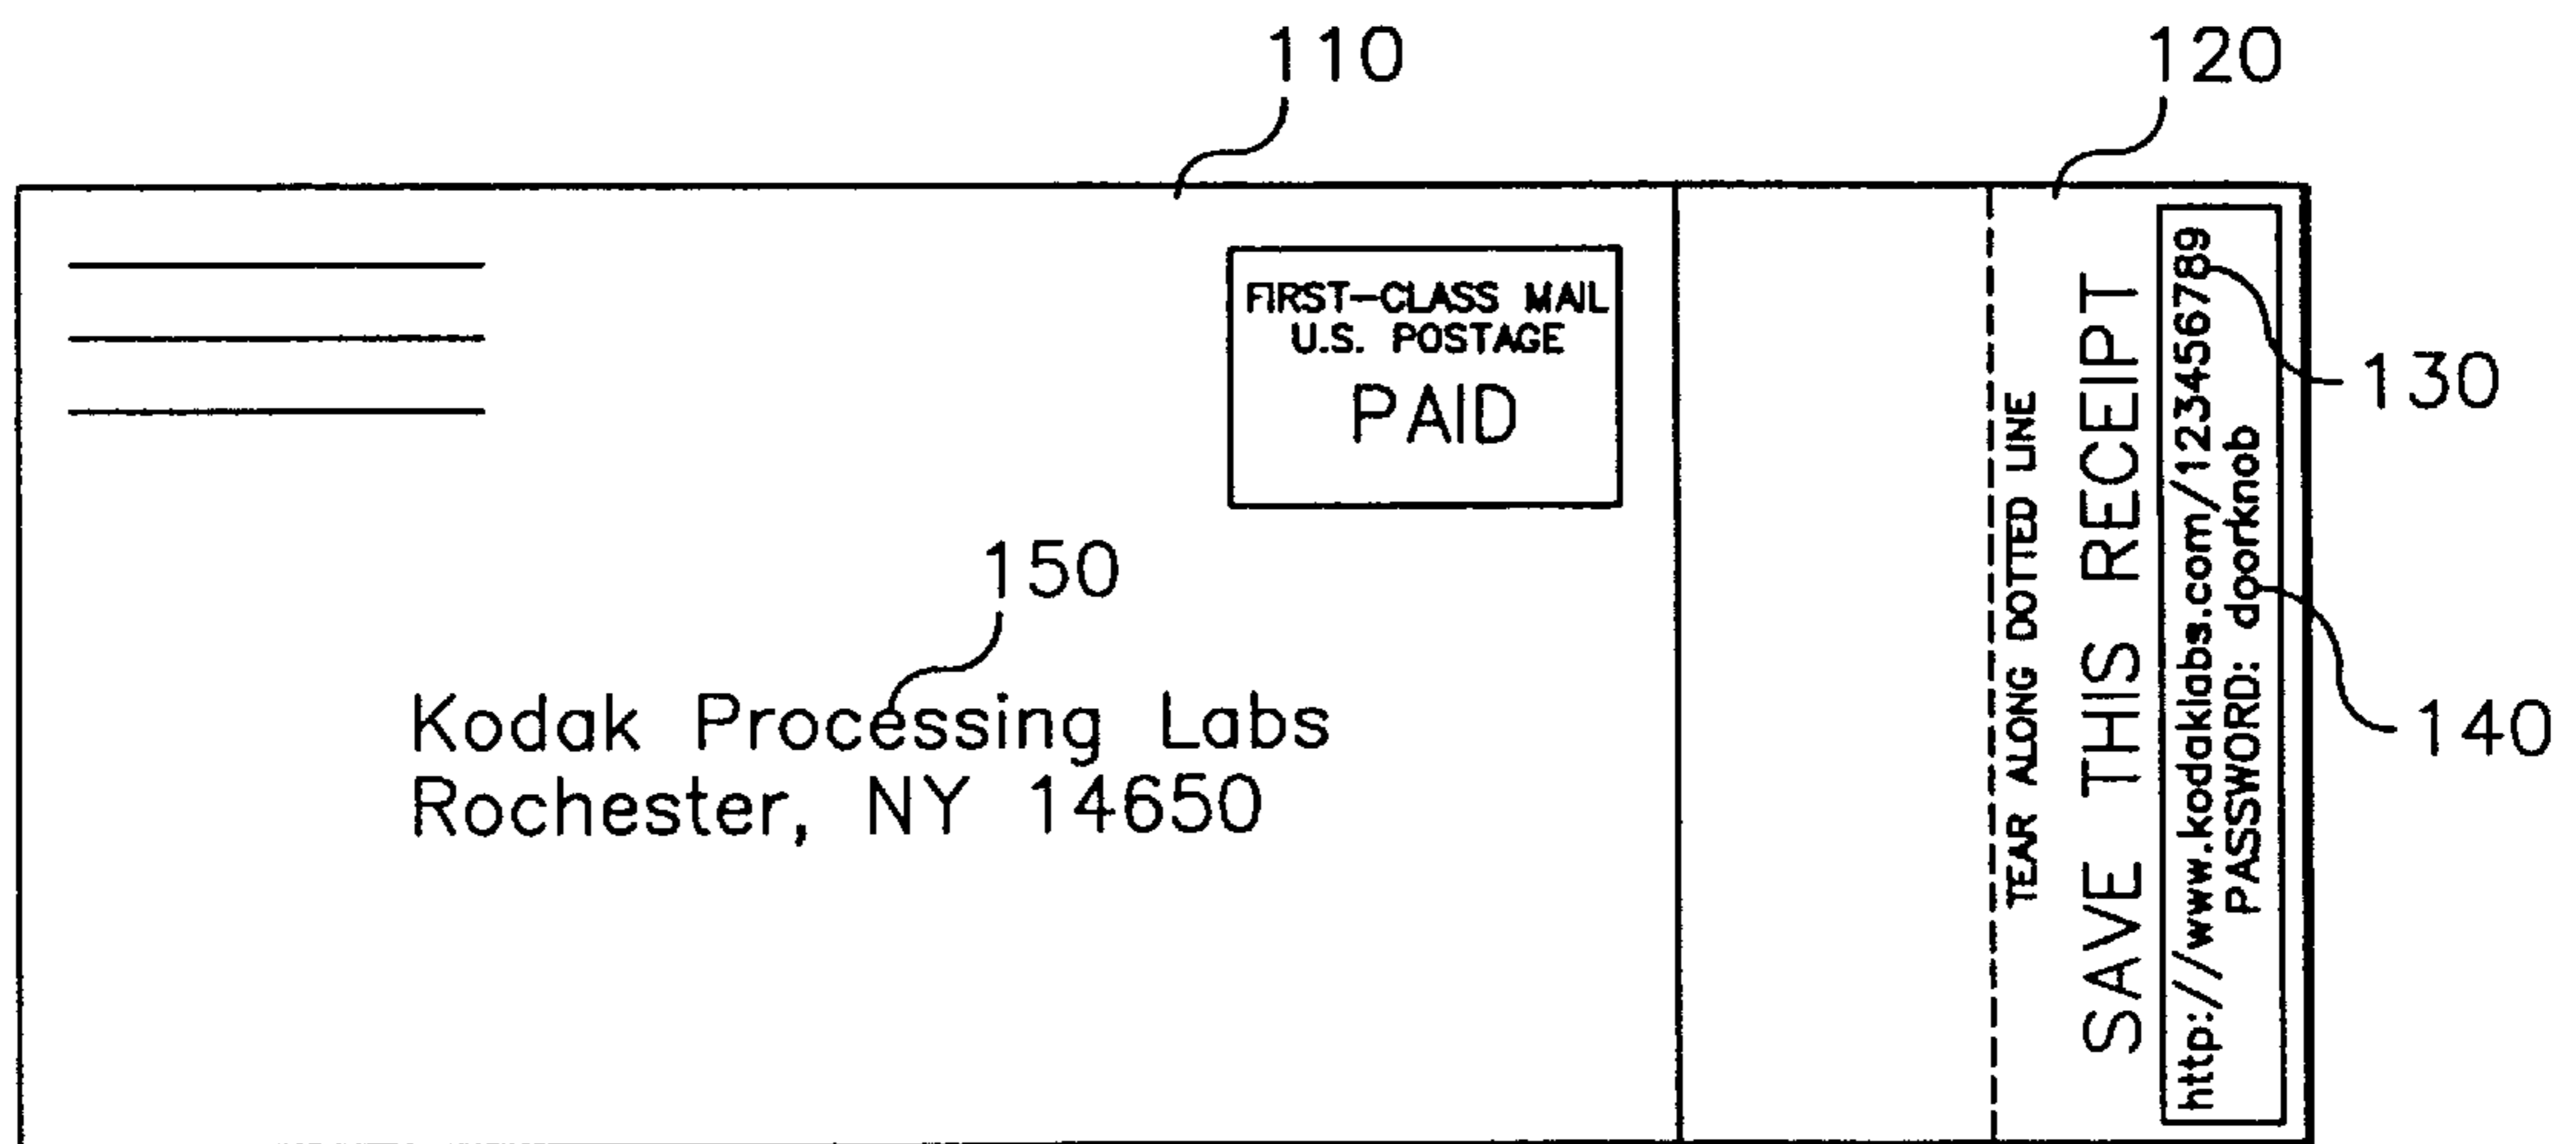 110
120
FIRST-CLASS MAIL
U.S. POSTAGE
PAID
150
Kodak Processing Labs
Rochester, NY 14650
TEAR ALONG DOTTED LINE
SAVE THIS RECEIPT
http://www.kodaklabs.com/123456789
PASSWORD: doorknob
130
140